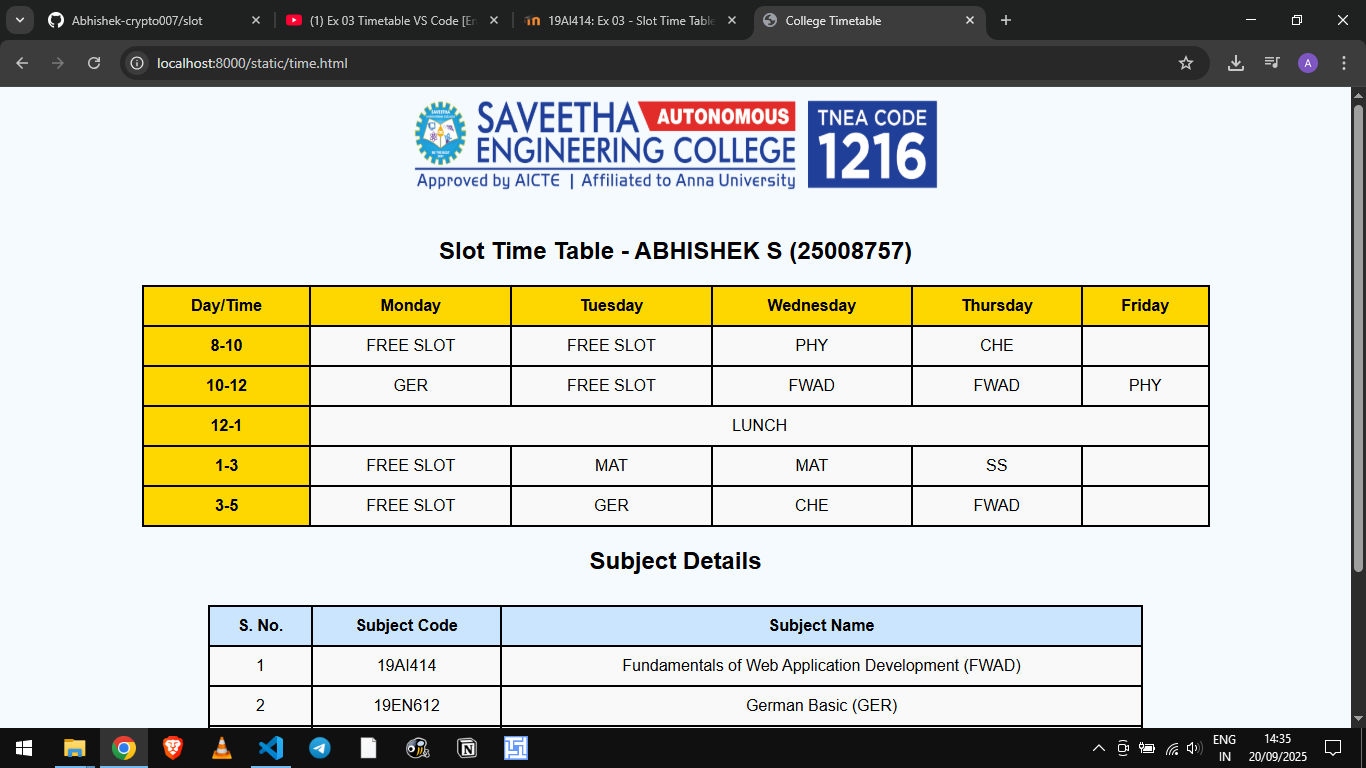 Abhishek-crypto007/slot
(1) Ex 03 Timetable VS Code [En
19AI414: Ex 03 - Slot Time Table
College Timetable
localhost:8000/static/time.html
A
SAVEETHA AUTONOMOUS
ENGINEERING COLLEGE
Approved by AICTE | Affiliated to Anna University
TNEA CODE
1216
Slot Time Table - ABHISHEK S (25008757)
Day/Time Monday Tuesday Wednesday Thursday Friday
8-10 FREE SLOT FREE SLOT PHY CHE
10-12 GER FREE SLOT FWAD FWAD PHY
12-1 LUNCH
1-3 FREE SLOT MAT MAT SS
3-5 FREE SLOT GER CHE FWAD
Subject Details
S. No. Subject Code Subject Name
1 19AI414 Fundamentals of Web Application Development (FWAD)
2 19EN612 German Basic (GER)
ENG
IN
14:35
20/09/2025